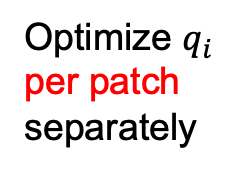 Optimize qᵢ
per patch
separately